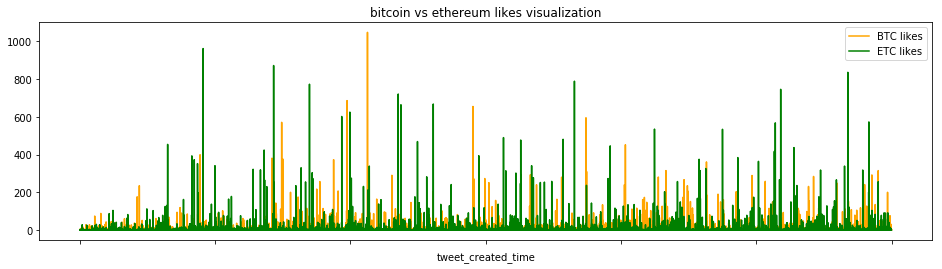 bitcoin vs ethereum likes visualization
BTC likes
ETC likes
1000
800
600
400
200
0
tweet_created_time